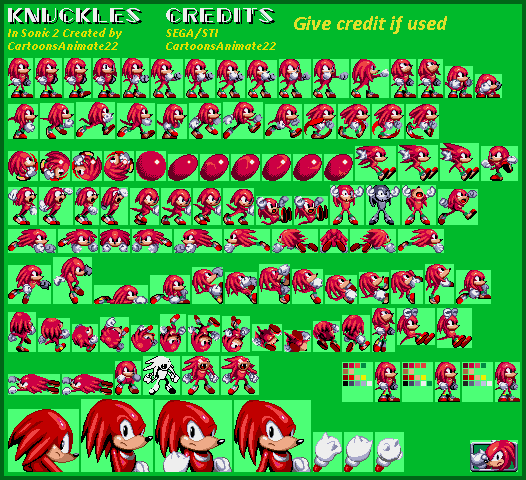 KNUCKLES CREDITS
Give credit if used
In Sonic 2 Created by SEGA/STI
CartoonsAnimate22 CartoonsAnimate22